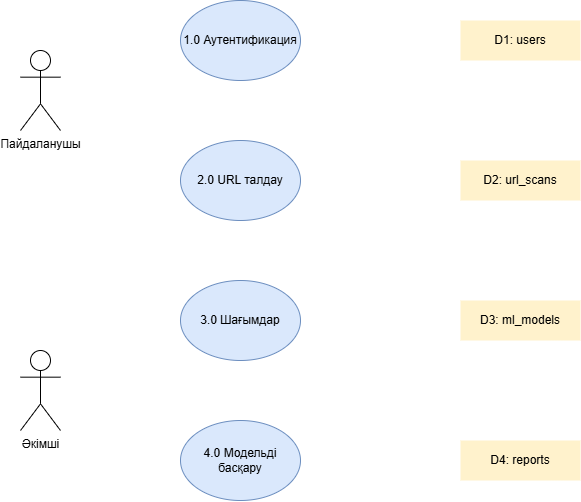 1.0 Аутентификация
D1: users
Пайдаланушы
2.0 URL талдау
D2: url_scans
3.0 Шағымдар
D3: ml_models
Әкімші
4.0 Модельді
басқару
D4: reports